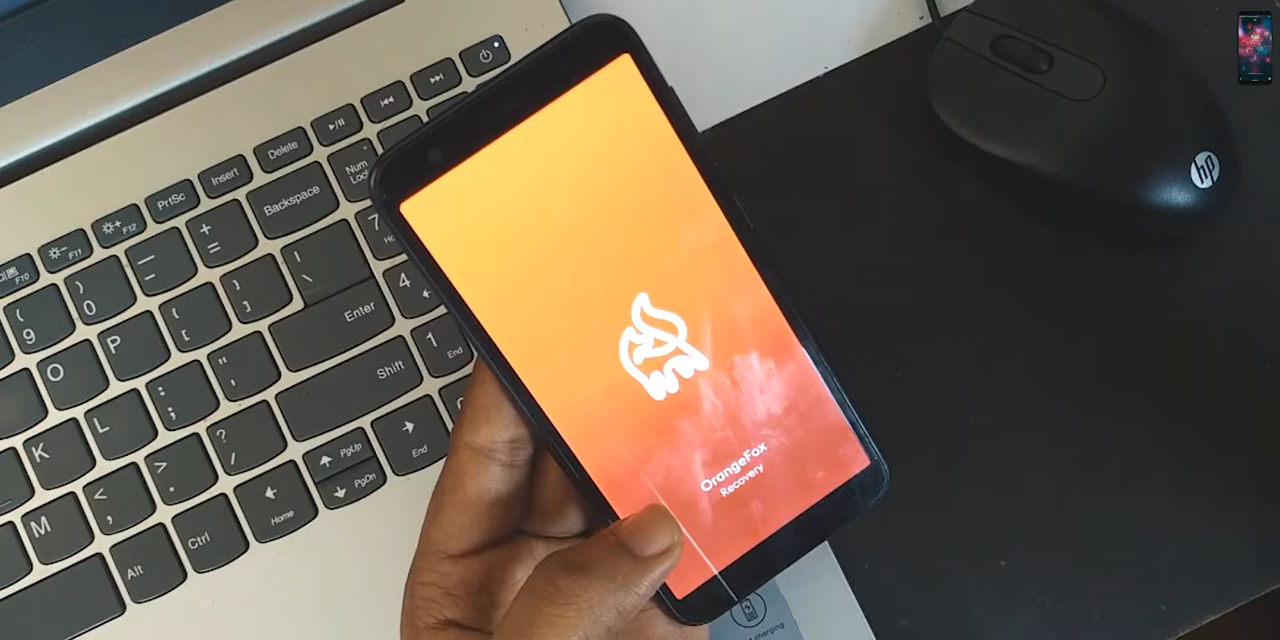 OrangeFox
Recovery
hp
Delete
Insert
PrtSc
F12
F11
F10
Num
Lock
Backspace
+
=
_
-
)
0
(
9
7
4
1
End
|
\
}
]
{
[
P
O
Enter
"
'
:
;
L
K
Shift
?
/
>
.
<
,
M
PgUp
PgDn
End
Home
Ctrl
Alt
charging